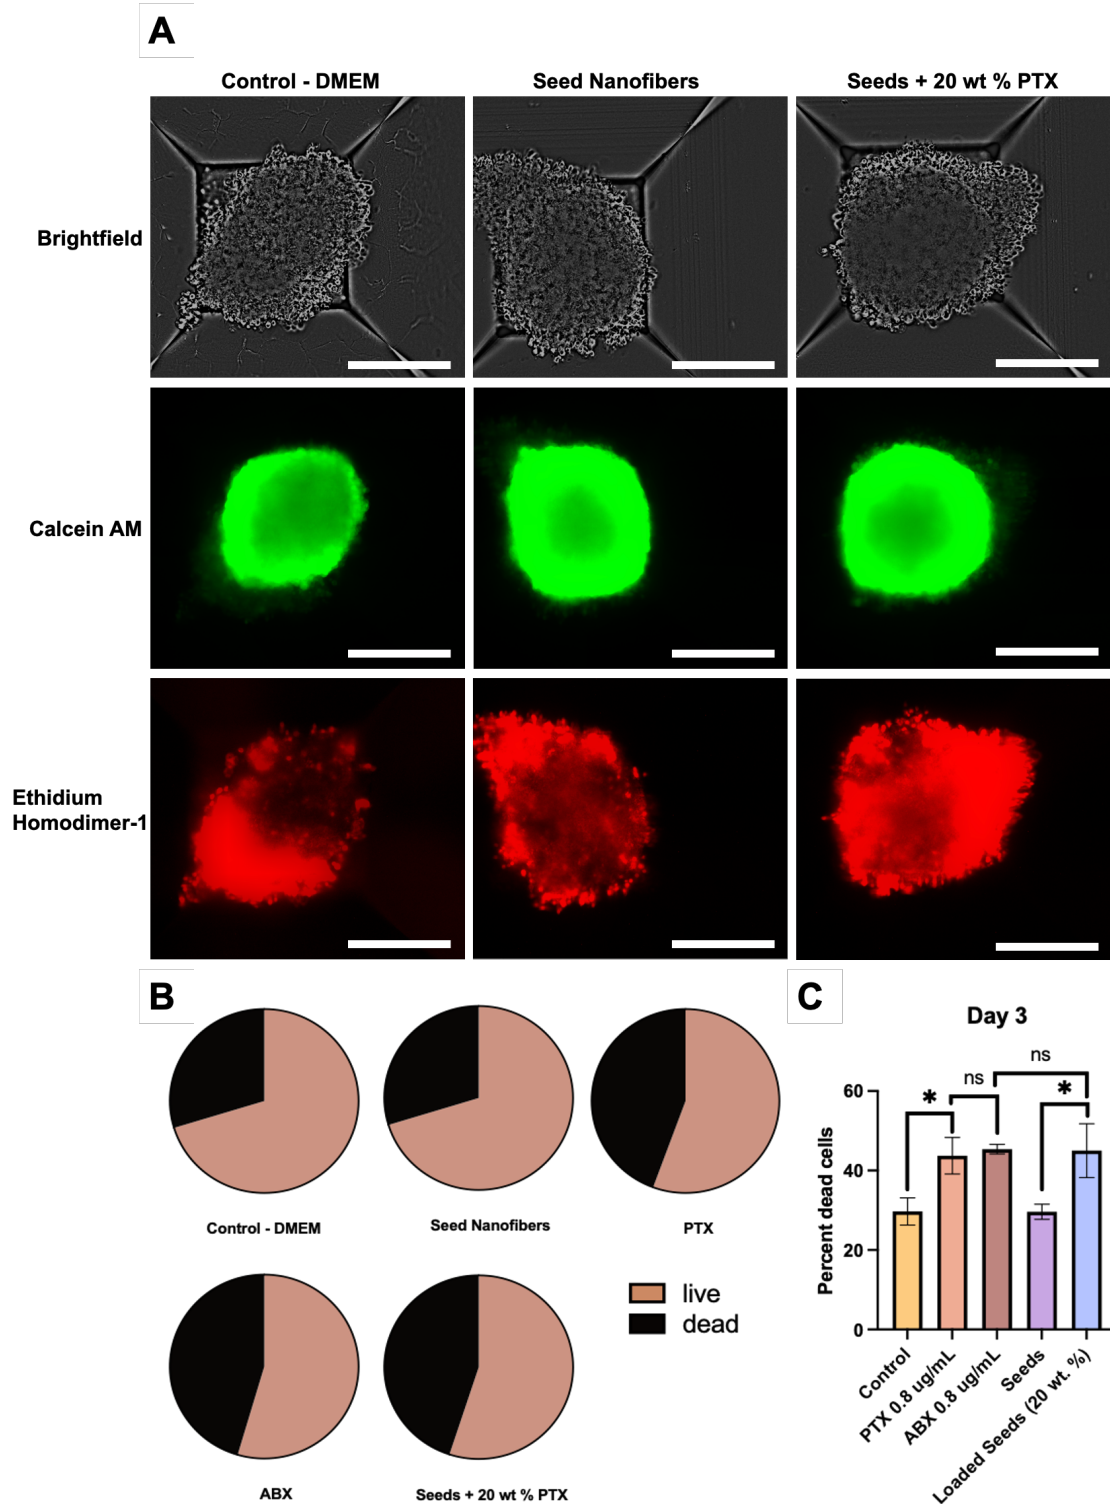 A
Control - DMEM
Seed Nanofibers
Seeds + 20 wt % PTX
Brightfield
Calcein AM
Ethidium
Homodimer-1
B
Control - DMEM
Seed Nanofibers
PTX
ABX
Seeds + 20 wt % PTX
live
dead
C
Day 3
ns
ns
*
*
Percent dead cells
60
40
20
0
Control
PTX 0.8 ug/mL
ABX 0.8 ug/mL
Seeds
Loaded Seeds (20 wt. %)